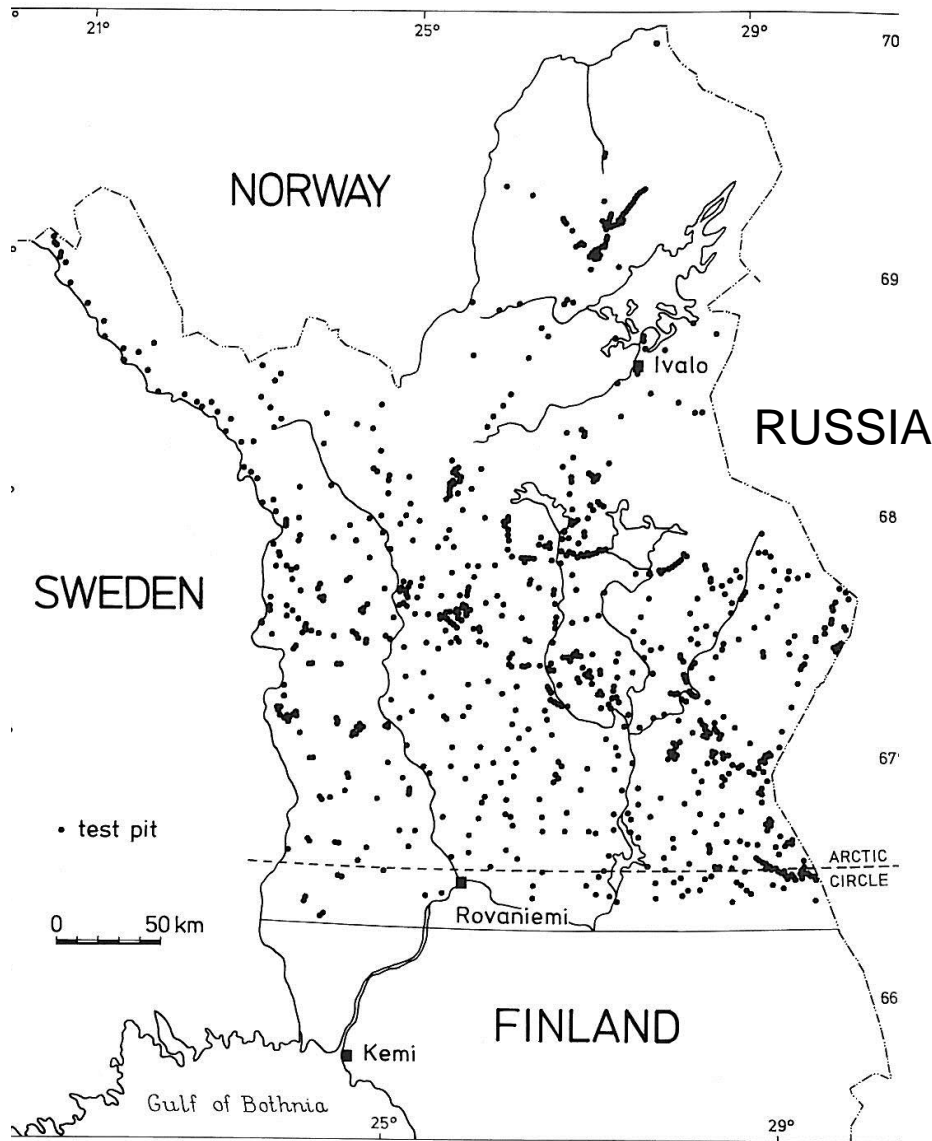 21°
25°
29°
70
NORWAY
69
Ivalo
RUSSIA
68
SWEDEN
67°
• test pit
ARCTIC
CIRCLE
0 50 km
Rovaniemi
66
FINLAND
Kemi
Gulf of Bothnia
25°
29°